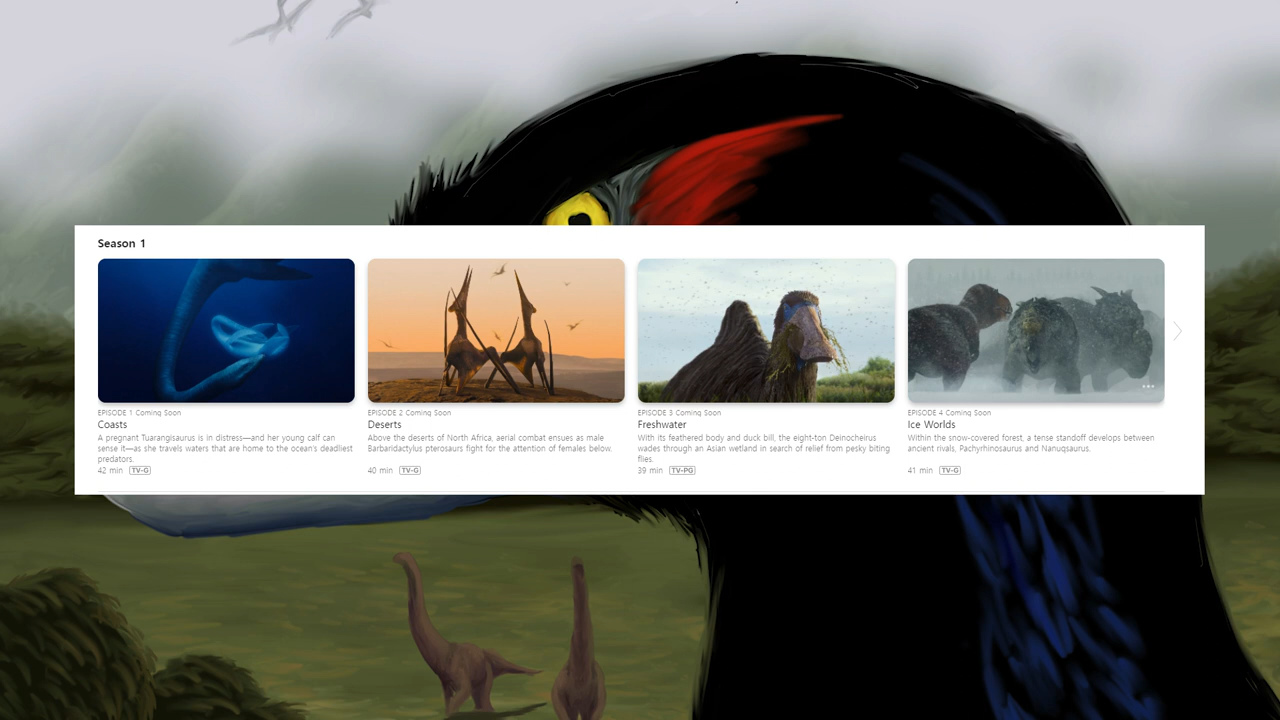 Season 1
EPISODE 1 Coming Soon
Coasts
A pregnant Tuarangisaurus is in distress—and her young calf can
sense it—as she travels waters that are home to the ocean's deadliest
predators.
42 min TV-G
EPISODE 2 Coming Soon
Deserts
Above the deserts of North Africa, aerial combat ensues as male
Barbaridactylus pterosaurs fight for the attention of females below.
40 min TV-G
EPISODE 3 Coming Soon
Freshwater
With its feathered body and duck bill, the eight-ton Deinocheirus
wades through an Asian wetland in search of relief from pesky biting
flies.
39 min TV-PG
EPISODE 4 Coming Soon
Ice Worlds
Within the snow-covered forest, a tense standoff develops between
ancient rivals, Pachyrhinosaurus and Nanuqsaurus.
41 min TV-G